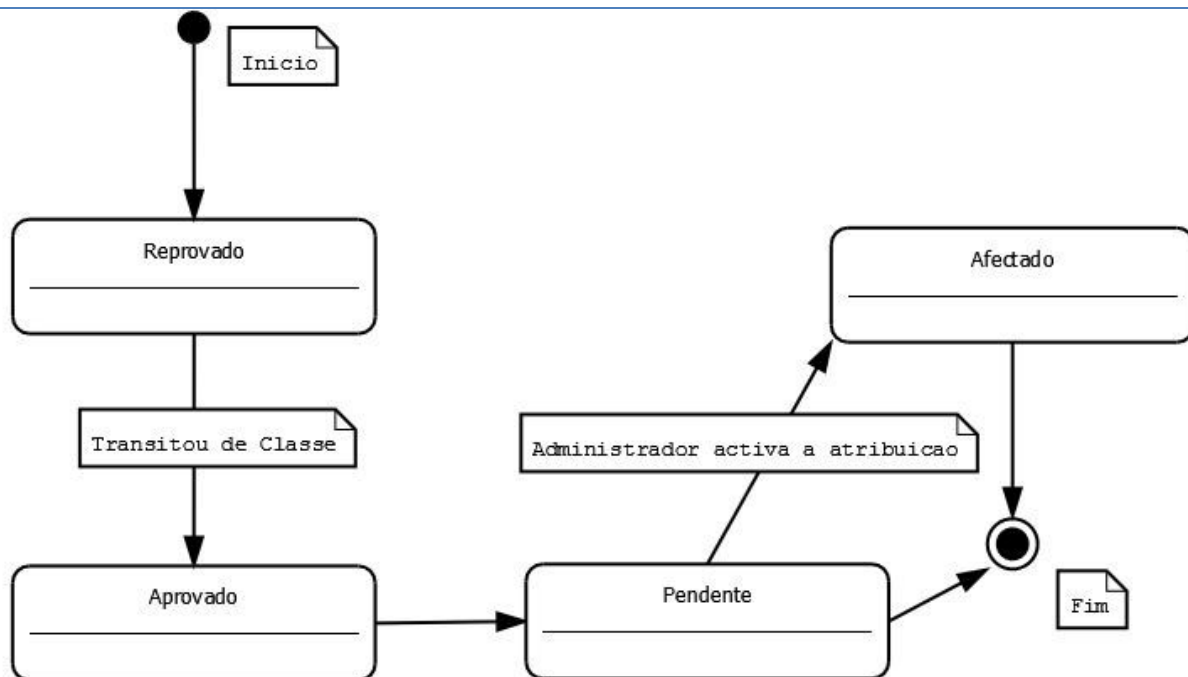 Inicio
Reprovado
Afectado
Transitou de Classe
Administrador activa a atribuicao
Aprovado
Pendente
Fim